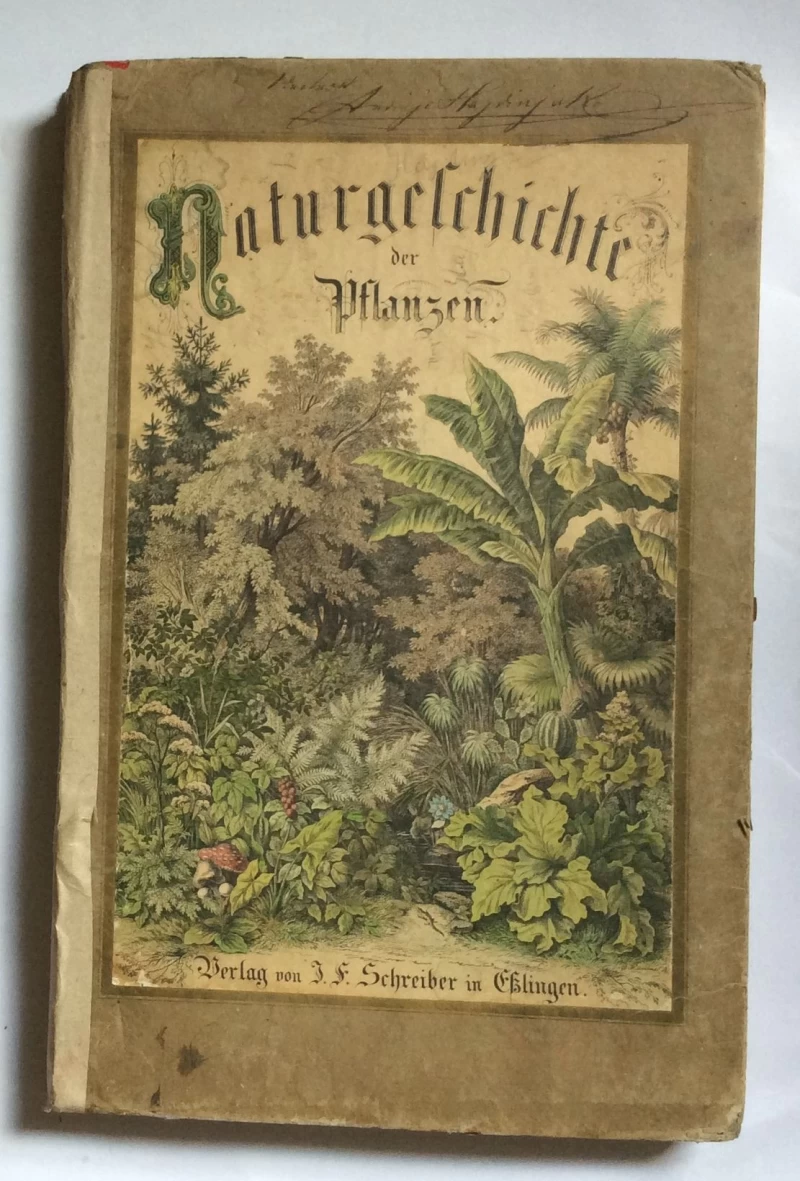 Naturgeſchichte
der
Pflanzen.
Verlag von J. F. Schreiber in Eßlingen.